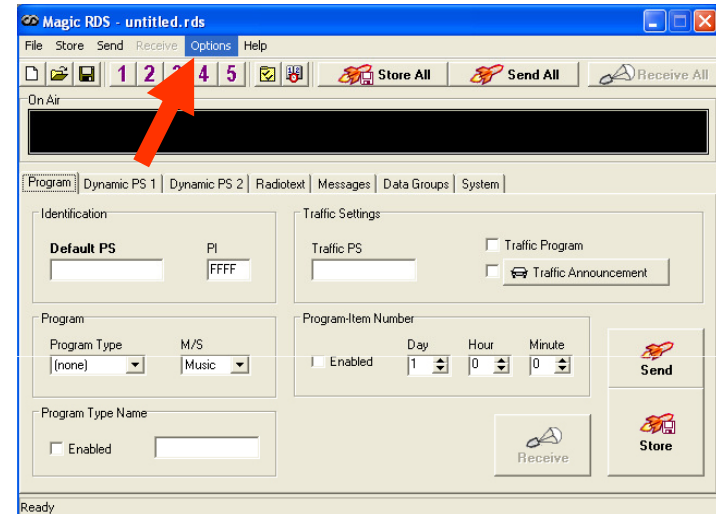 Magic RDS - untitled.rds
File Store Send Receive Options Help
1 2 3 4 5 Store All Send All Receive All
On Air
Program Dynamic PS 1 Dynamic PS 2 Radiotext Messages Data Groups System
Identification
Default PS PI
FFFF
Traffic Settings
Traffic PS Traffic Program
Traffic Announcement
Program
Program Type M/S
(none) Music
Program-Item Number
Day Hour Minute
Enabled 1 0 0
Send
Program Type Name
Enabled
Receive
Store
Ready